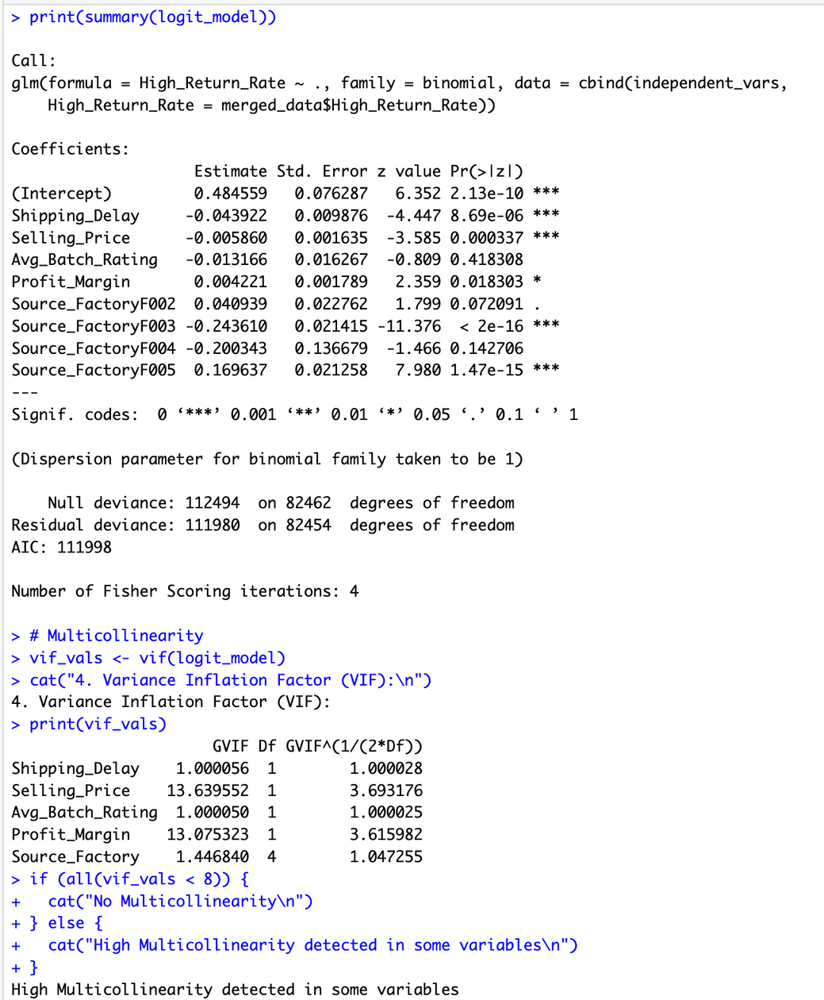 > print(summary(logit_model))
Call:
glm(formula = High_Return_Rate ~ ., family = binomial, data = cbind(independent_vars,
    High_Return_Rate = merged_data$High_Return_Rate))
Coefficients:
                    Estimate Std. Error z value Pr(>|z|)
(Intercept)         0.484559   0.076287   6.352 2.13e-10 ***
Shipping_Delay     -0.043922   0.009876  -4.447 8.69e-06 ***
Selling_Price      -0.005860   0.001635  -3.585 0.000337 ***
Avg_Batch_Rating   -0.013166   0.016267  -0.809 0.418308
Profit_Margin       0.004221   0.001789   2.359 0.018303 *
Source_FactoryF002  0.040939   0.022762   1.799 0.072091 .
Source_FactoryF003 -0.243610   0.021415 -11.376  < 2e-16 ***
Source_FactoryF004 -0.200343   0.136679  -1.466 0.142706
Source_FactoryF005  0.169637   0.021258   7.980 1.47e-15 ***
---
Signif. codes:  0 ‘***’ 0.001 ‘**’ 0.01 ‘*’ 0.05 ‘.’ 0.1 ‘ ’ 1
(Dispersion parameter for binomial family taken to be 1)
    Null deviance: 112494  on 82462  degrees of freedom
Residual deviance: 111980  on 82454  degrees of freedom
AIC: 111998
Number of Fisher Scoring iterations: 4
> # Multicollinearity
> vif_vals <- vif(logit_model)
> cat("4. Variance Inflation Factor (VIF):\n")
4. Variance Inflation Factor (VIF):
> print(vif_vals)
                      GVIF Df GVIF^(1/(2*Df))
Shipping_Delay    1.000056  1        1.000028
Selling_Price    13.639552  1        3.693176
Avg_Batch_Rating  1.000050  1        1.000025
Profit_Margin    13.075323  1        3.615982
Source_Factory    1.446840  4        1.047255
> if (all(vif_vals < 8)) {
+   cat("No Multicollinearity\n")
+ } else {
+   cat("High Multicollinearity detected in some variables\n")
+ }
High Multicollinearity detected in some variables